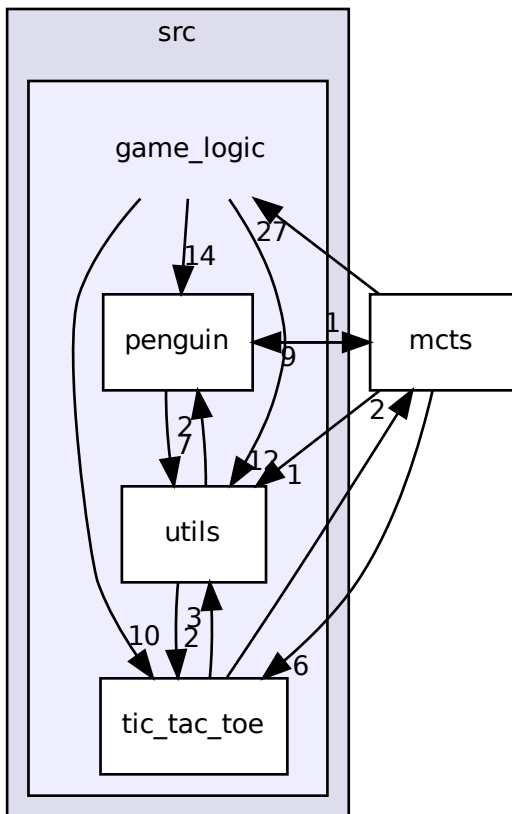 src
game_logic
27
14
penguin
1
9
mcts
2
7
2
12
1
utils
3
2
10
6
tic_tac_toe